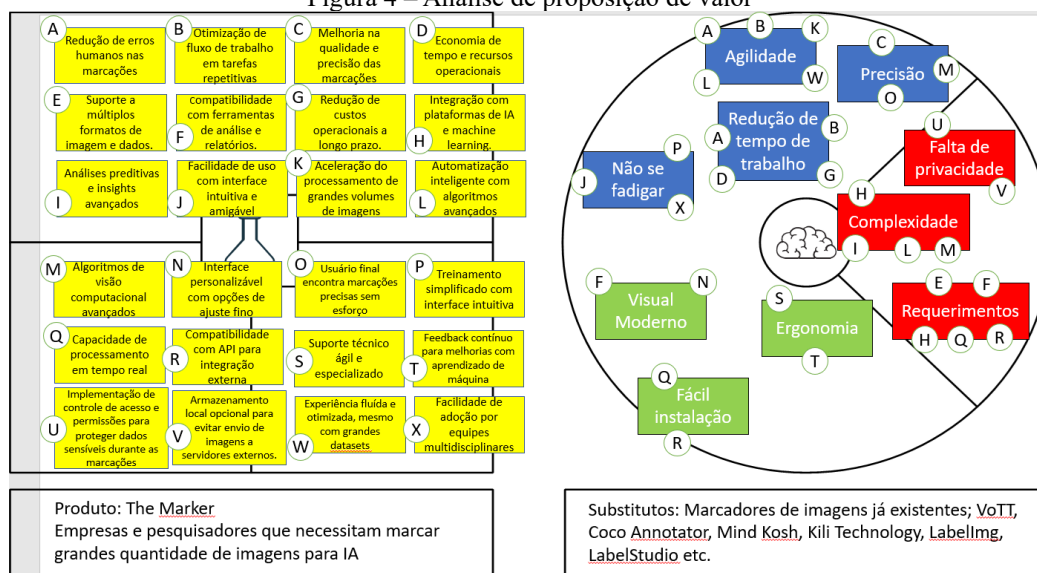 Figura 4 – Análise de proposição de valor
A
Redução de erros
humanos nas
marcações
B
Otimização de
fluxo de trabalho
em tarefas
repetitivas
C
Melhoria na
qualidade e
precisão das
marcações
D
Economia de
tempo e recursos
operacionais
E
Suporte a
múltiplos
formatos de
imagem e dados.
F
compatibilidade
com ferramentas
de análise e
relatórios.
G
Redução de
custos
operacionais a
longo prazo.
H
Integração com
plataformas de IA
e machine
learning.
I
Análises preditivas
e insights
avançados
J
Facilidade de uso
com interface
intuitiva e
amigável
K
Aceleração do
processamento de
grandes volumes
de imagens
L
Automatização
inteligente com
algoritmos
avançados
M
Algoritmos de
visão
computacional
avançados
N
Interface
personalizável
com opções de
ajuste fino
O
Usuário final
encontra marcações
precisas sem
esforço
P
Treinamento
simplificado com
interface intuitiva
Q
Capacidade de
processamento
em tempo real
R
Compatibilidade
com API para
integração
externa
S
Suporte técnico
ágil e
especializado
T
Feedback contínuo
para melhorias com
aprendizado de
máquina
U
Implementação de
controle de acesso e
permissões para
proteger dados
sensíveis durante as
marcações
V
Armazenamento
local opcional para
evitar envio de
imagens a
servidores externos.
W
Experiência fluída e
otimizada, mesmo
com grandes
datasets
X
Facilidade de
adoção por
equipes
multidisciplinares
A B K
Agilidade
L W
C
Precisão
M
O
Redução de
tempo de
trabalho
A B
D G
P
Não se
fadigar
J
X
U
Falta de
privacidade
V
H
Complexidade
I L M
F N
Visual
Moderno
S
Ergonomia
T
E F
Requerimentos
H Q R
Q
Fácil
instalação
R
Produto: The Marker
Empresas e pesquisadores que necessitam marcar
grandes quantidade de imagens para IA
Substitutos: Marcadores de imagens já existentes; VoTT,
Coco Annotator, Mind Kosh, Kili Technology, LabelImg,
LabelStudio etc.